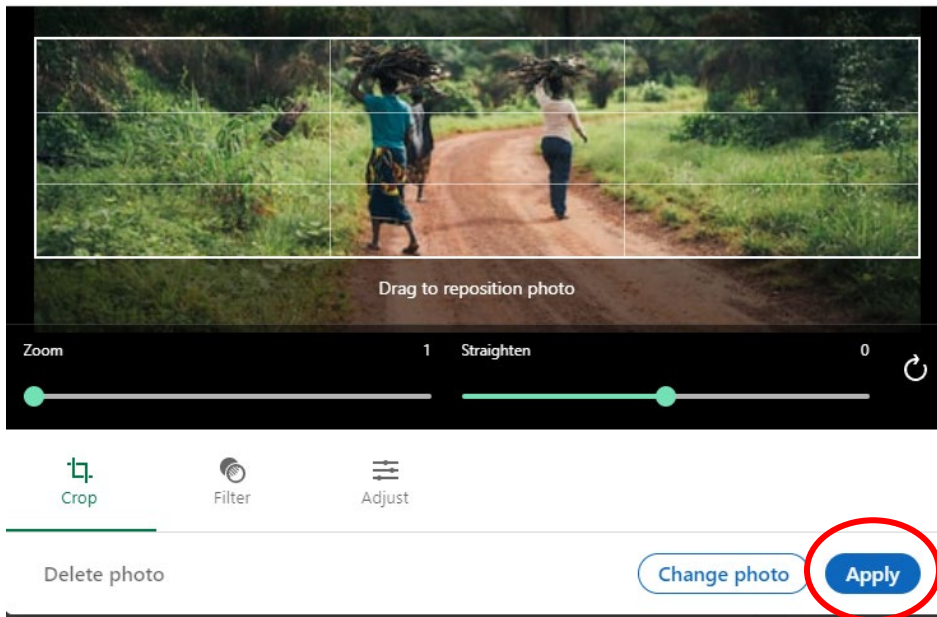 Drag to reposition photo
Zoom 1 Straighten 0
Crop Filter Adjust
Delete photo Change photo Apply